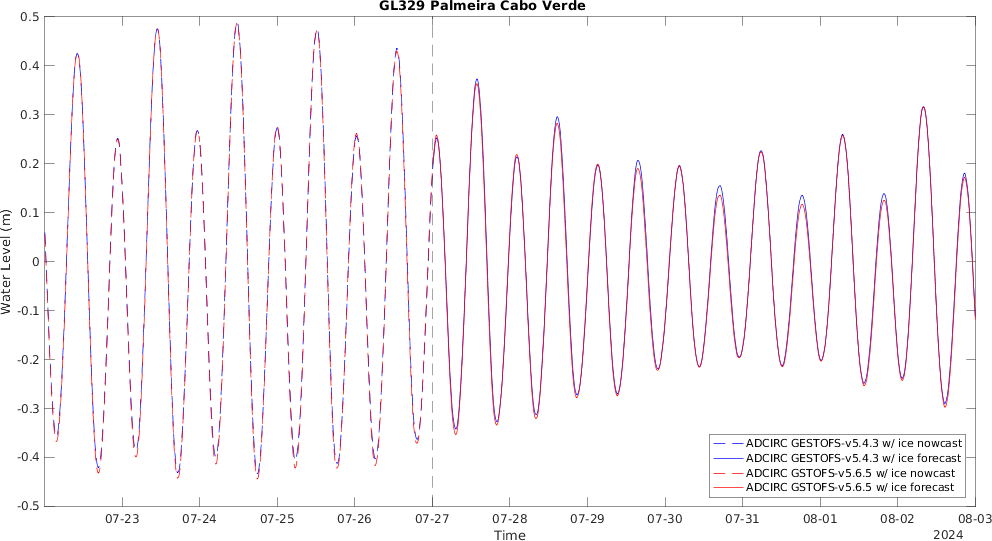 GL329 Palmeira Cabo Verde
0.5
0.4
0.3
0.2
0.1
0
-0.1
-0.2
-0.3
-0.4
-0.5
Water Level (m)
ADCIRC GESTOFS-v5.4.3 w/ ice nowcast
ADCIRC GESTOFS-v5.4.3 w/ ice forecast
ADCIRC GSTOFS-v5.6.5 w/ ice nowcast
ADCIRC GSTOFS-v5.6.5 w/ ice forecast
07-23 07-24 07-25 07-26 07-27 07-28 07-29 07-30 07-31 08-01 08-02 08-03
Time
2024